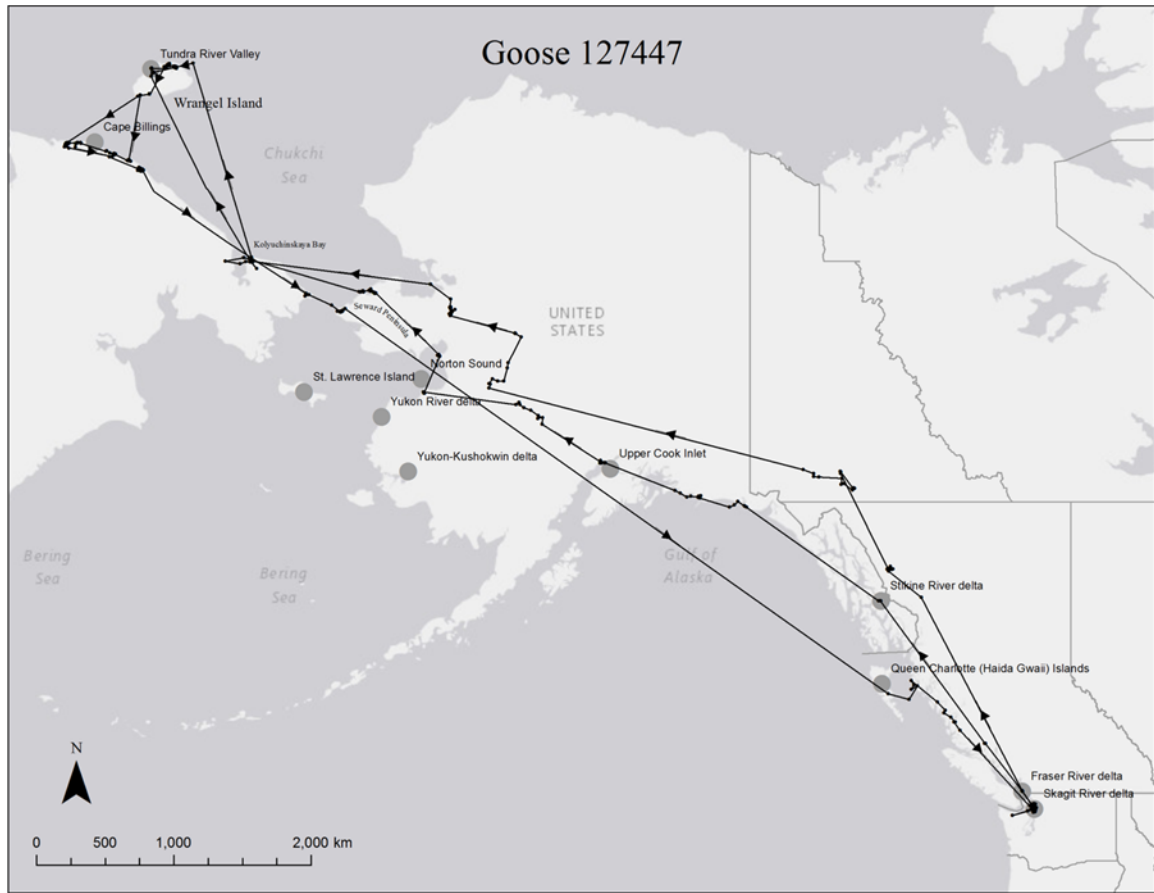 Goose 127447
Tundra River Valley
Wrangel Island
Cape Billings
Chukchi
Sea
Kolyuchinskaya Bay
Seward Peninsula
UNITED
STATES
Norton Sound
St. Lawrence Island
Yukon River delta
Yukon-Kushokwin delta
Upper Cook Inlet
Bering
Sea
Bering
Sea
Gulf of
Alaska
Stikine River delta
Queen Charlotte (Haida Gwaii) Islands
Fraser River delta
Skagit River delta
N
0 500 1,000 2,000 km